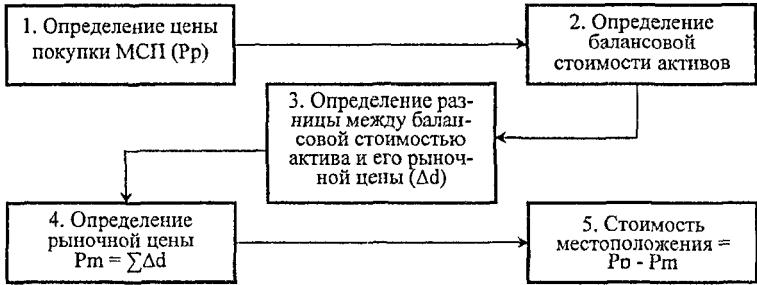 1. Определение цены
покупки МСП (Рр)
2. Определение
балансовой
стоимости активов
3. Определение раз-
ницы между балан-
совой стоимостью
актива и его рыноч-
ной цены (Δd)
4. Определение
рыночной цены
Pm = ∑Δd
5. Стоимость
местоположения =
Pp - Pm